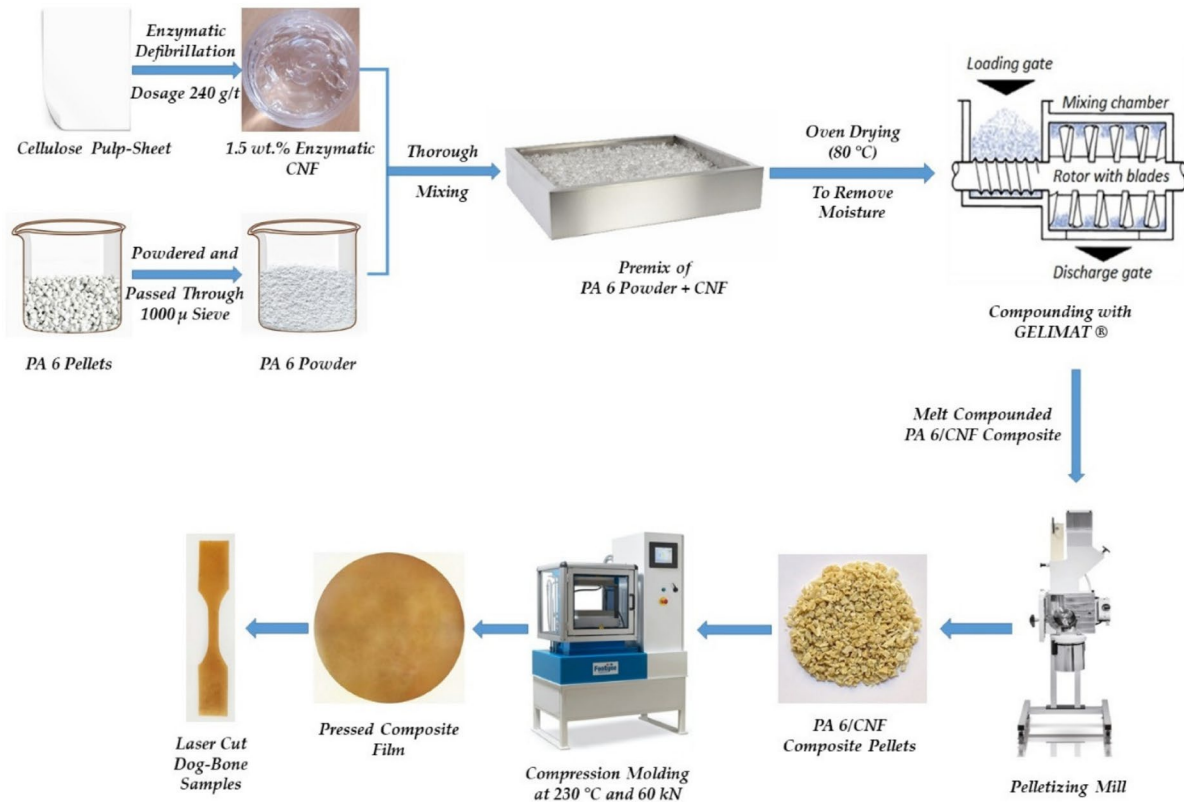 Enzymatic
Defibrillation
Dosage 240 g/t
Cellulose Pulp-Sheet
1.5 wt.% Enzymatic
CNF
Powdered and
Passed Through
1000 µ Sieve
PA 6 Pellets
PA 6 Powder
Thorough
Mixing
Premix of
PA 6 Powder + CNF
Oven Drying
(80 °C)
To Remove
Moisture
Loading gate
Mixing chamber
Rotor with blades
Discharge gate
Compounding with
GELIMAT ®
Melt Compounded
PA 6/CNF Composite
Pelletizing Mill
PA 6/CNF
Composite Pellets
Compression Molding
at 230 °C and 60 kN
Pressed Composite
Film
Laser Cut
Dog-Bone
Samples